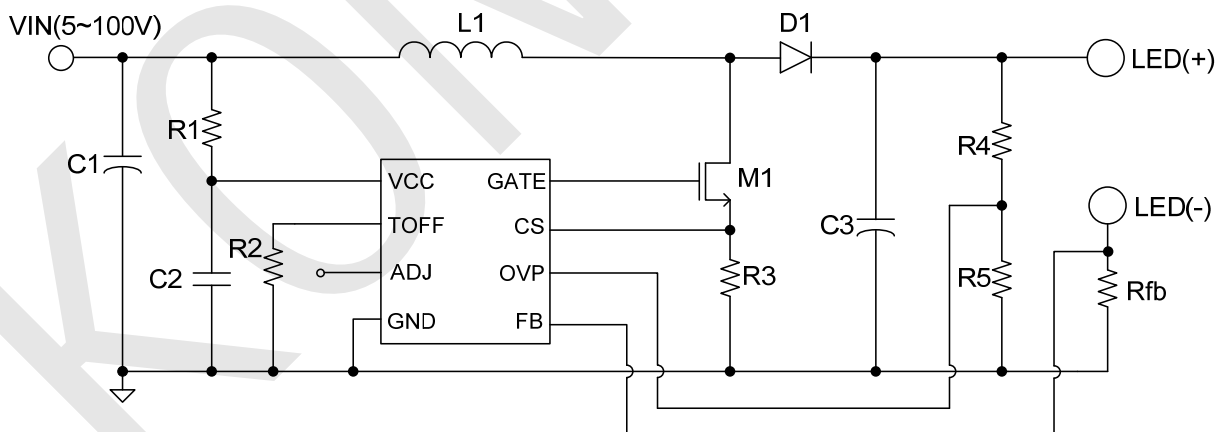 VIN(5~100V)
L1
D1
LED(+)
R1
C1
R4
VCC
GATE
M1
TOFF
CS
LED(-)
R2
C3
ADJ
OVP
R3
R5
C2
Rfb
GND
FB